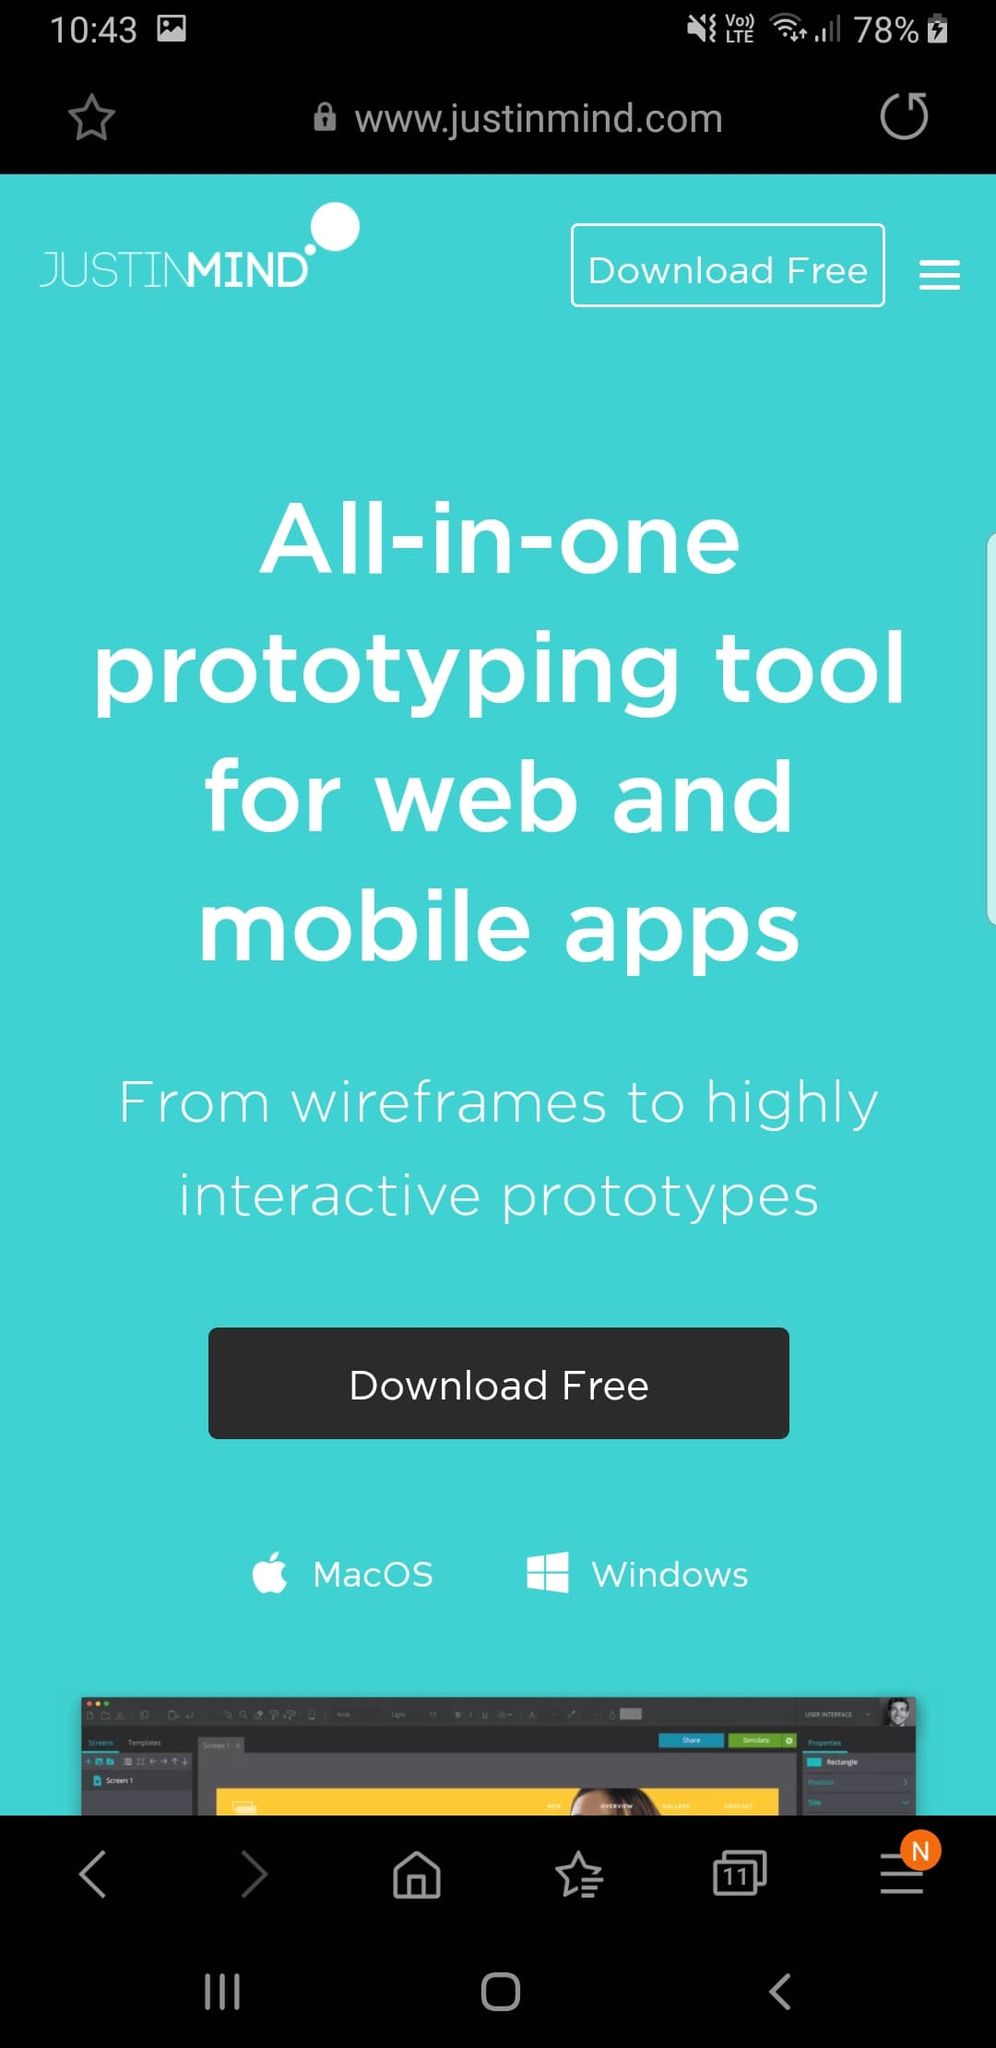 10:43
Vo)) LTE
78%
www.justinmind.com
JUSTINMIND
Download Free
All-in-one
prototyping tool
for web and
mobile apps
From wireframes to highly
interactive prototypes
Download Free
MacOS
Windows
USER INTERFACE
Screens Templates
Screen 1
Share
Simulate
Properties
Screen 1
Rectangle
Position
Size
OVERVIEW
GALLERY
CONTACT
11
N